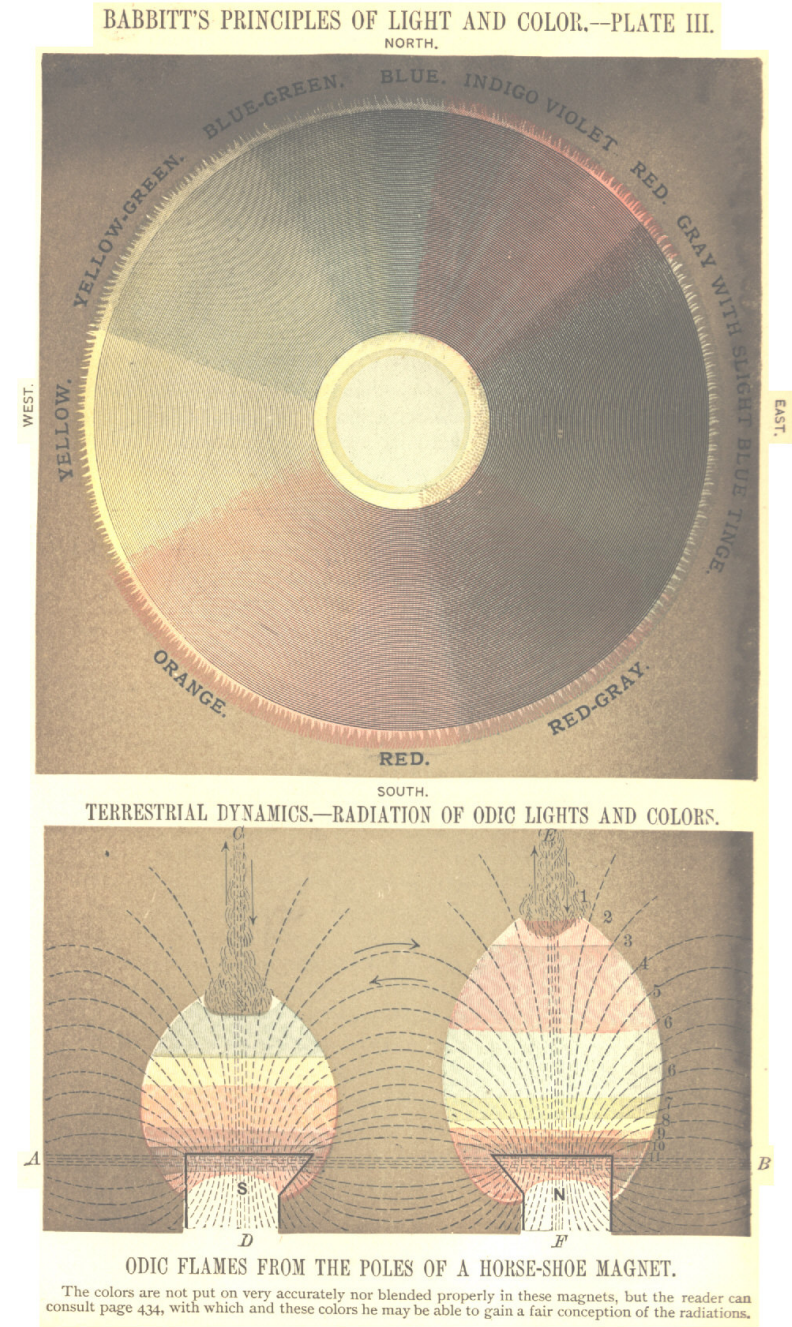 BABBITT'S PRINCIPLES OF LIGHT AND COLOR.—PLATE III.
NORTH.
BLUE-GREEN.
BLUE.
INDIGO VIOLET
RED.
YELLOW-GREEN.
GRAY WITH SLIGHT BLUE TINGE.
WEST.
YELLOW.
EAST.
ORANGE.
RED-GRAY.
RED.
SOUTH.
TERRESTRIAL DYNAMICS.—RADIATION OF ODIC LIGHTS AND COLORS.
C
E
1
2
3
4
5
6
6
7
8
9
10
11
A
B
S
N
D
F
ODIC FLAMES FROM THE POLES OF A HORSE-SHOE MAGNET.
The colors are not put on very accurately nor blended properly in these magnets, but the reader can
consult page 434, with which and these colors he may be able to gain a fair conception of the radiations.